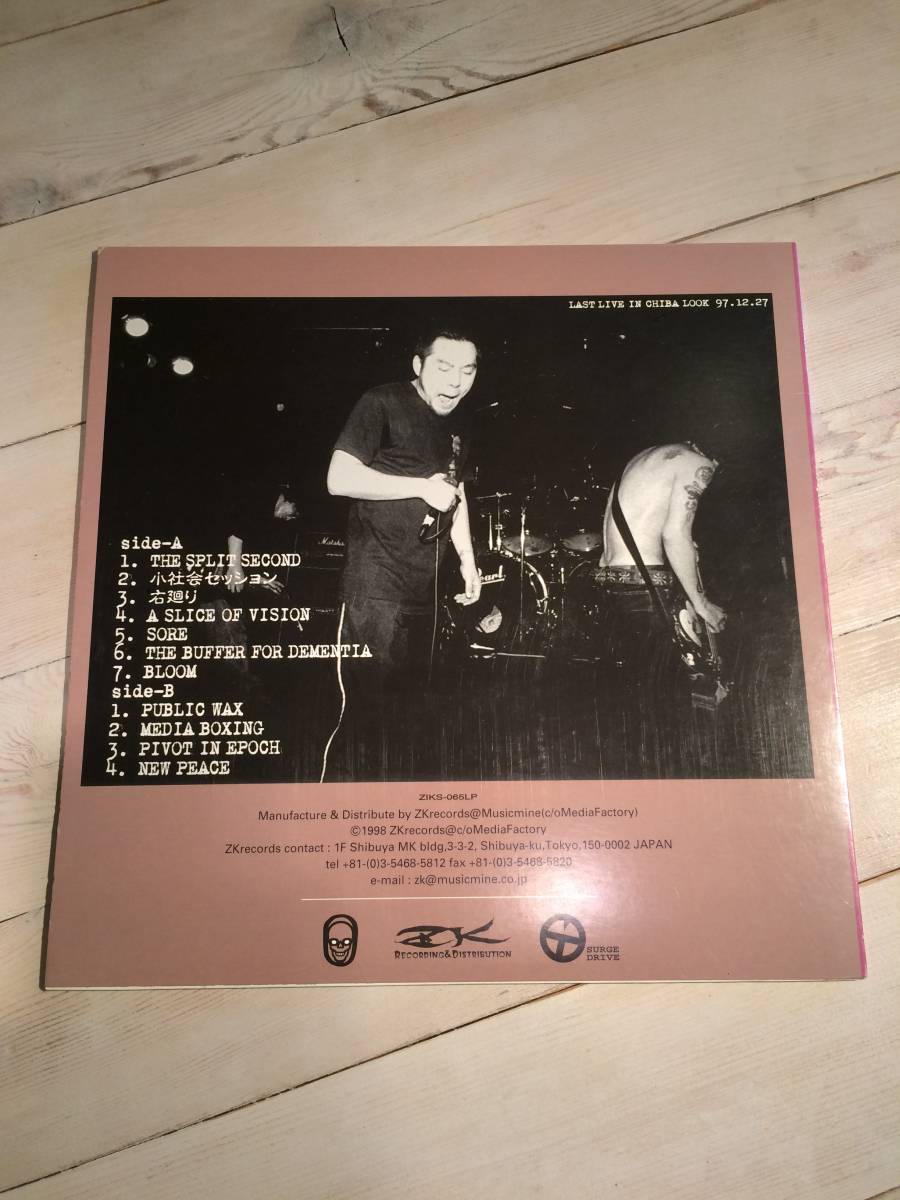 LAST LIVE IN CHIBA LOOK 97.12.27
Marshall
Pearl
side-A
1. THE SPLIT SECOND
2. 小社会セッション
3. 右廻り
4. A SLICE OF VISION
5. SORE
6. THE BUFFER FOR DEMENTIA
7. BLOOM
side-B
1. PUBLIC WAX
2. MEDIA BOXING
3. PIVOT IN EPOCH
4. NEW PEACE
ZIKS-065LP
Manufacture & Distribute by ZKrecords@Musicmine(c/oMediaFactory)
©1998 ZKrecords@c/oMediaFactory
ZKrecords contact : 1F Shibuya MK bldg,3-3-2, Shibuya-ku,Tokyo,150-0002 JAPAN
tel +81-(0)3-5468-5812 fax +81-(0)3-5468-5820
e-mail : zk@musicmine.co.jp
ZK
RECORDING&DISTRIBUTION
SURGE
DRIVE